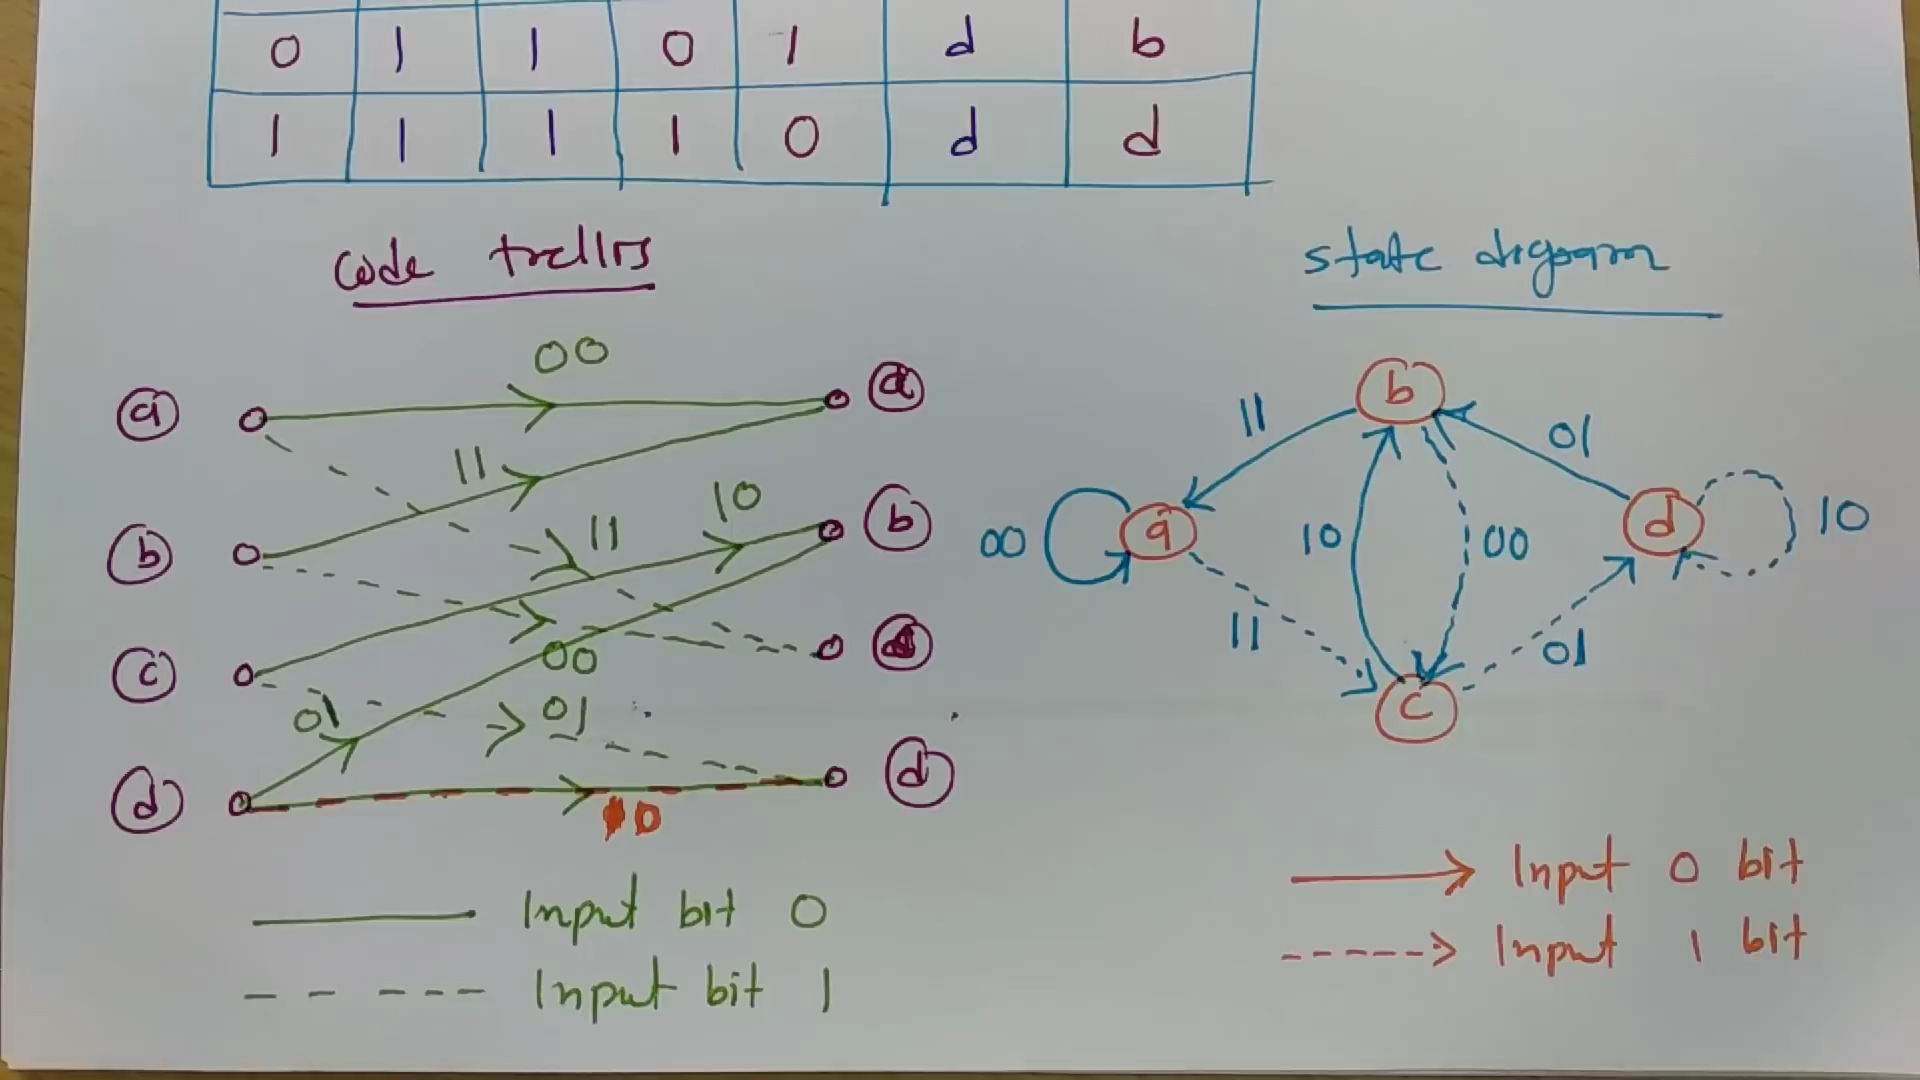 0 1 1 0 1 d b
1 1 1 1 0 d d
code trellis
state digram
00
a a
11
10
b 11 b
c 00
01 01
d d
10
Input bit 0
Input bit 1
b
11 01
00 a 10 00 d 10
11 01
c
Input 0 bit
Input 1 bit